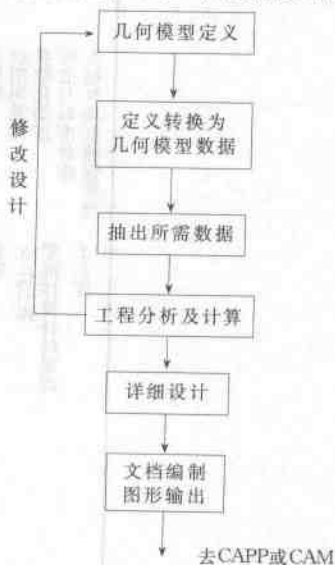 几何模型定义
定义转换为
几何模型数据
修改设计
抽出所需数据
工程分析及计算
详细设计
文档编制
图形输出
去CAPP或CAM